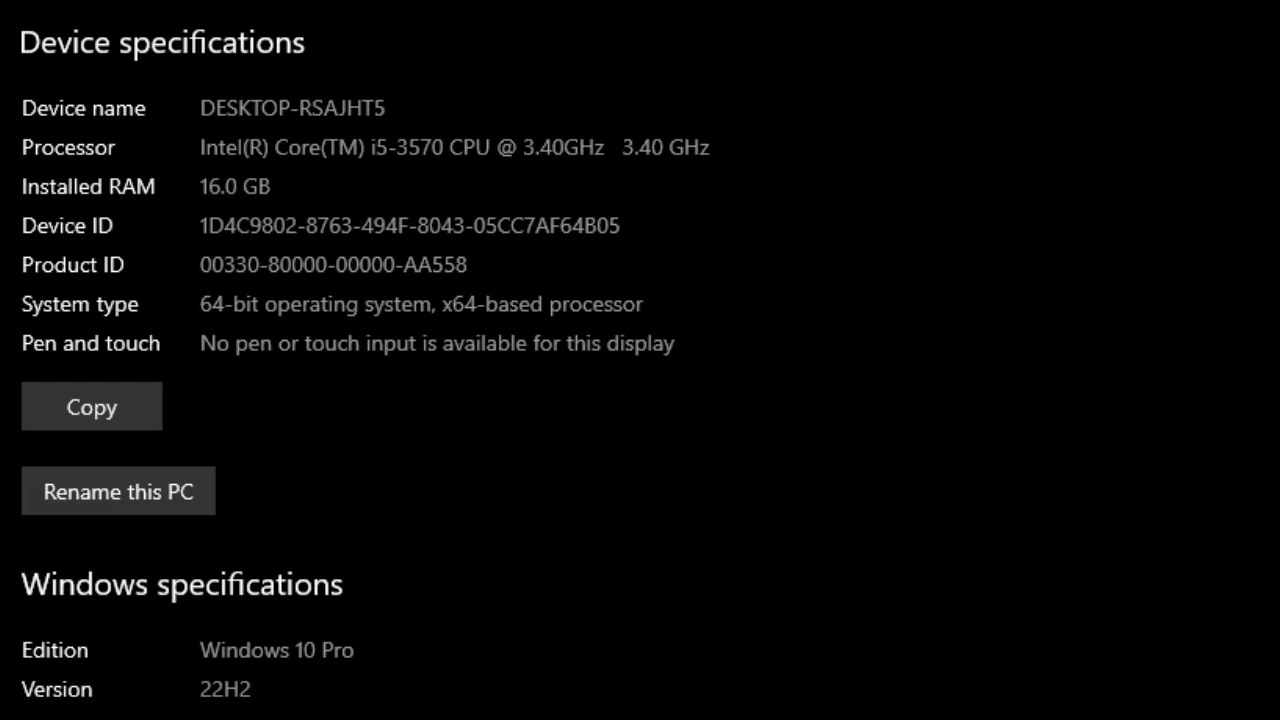 Device specifications
Device name DESKTOP-RSAJHT5
Processor Intel(R) Core(TM) i5-3570 CPU @ 3.40GHz 3.40 GHz
Installed RAM 16.0 GB
Device ID 1D4C9802-8763-494F-8043-05CC7AF64B05
Product ID 00330-80000-00000-AA558
System type 64-bit operating system, x64-based processor
Pen and touch No pen or touch input is available for this display
Copy
Rename this PC
Windows specifications
Edition Windows 10 Pro
Version 22H2